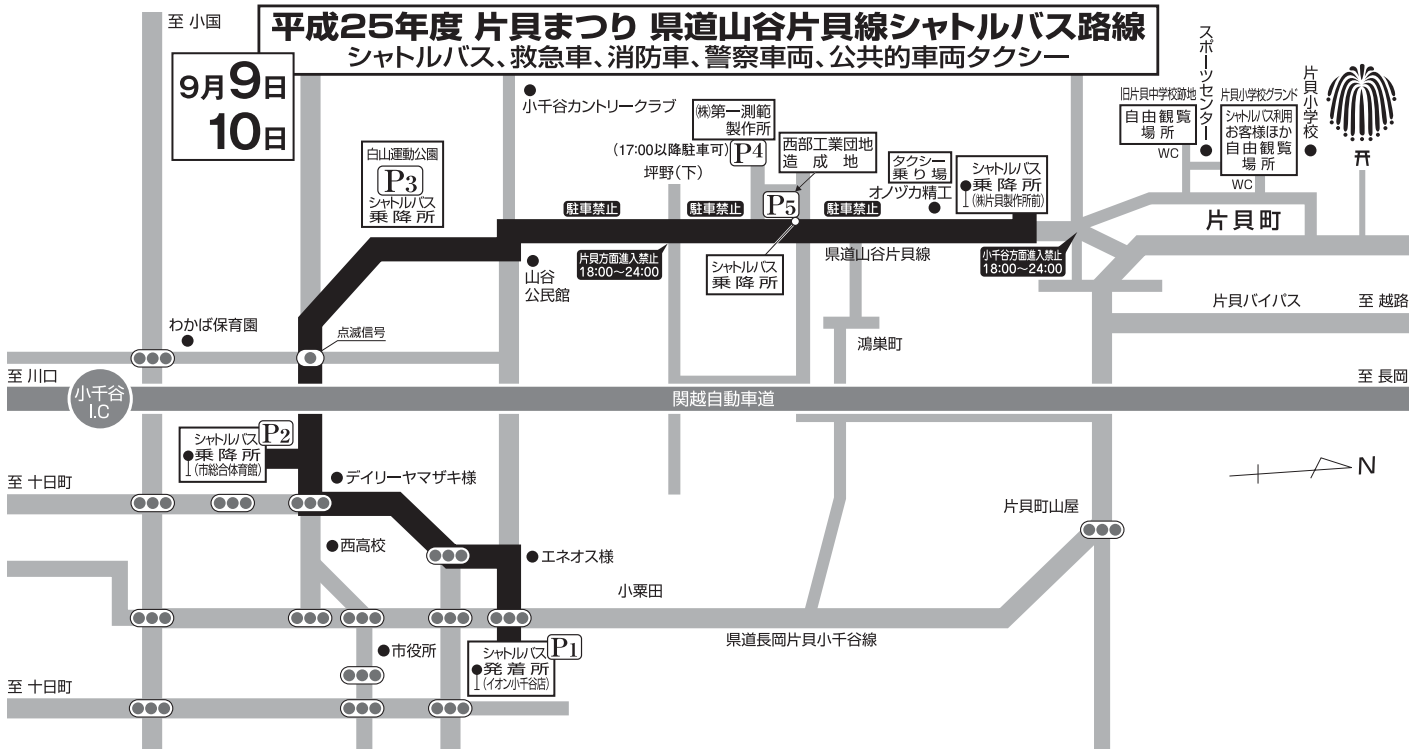 平成25年度 片貝まつり 県道山谷片貝線シャトルバス路線
シャトルバス、救急車、消防車、警察車両、公共的車両タクシー
至 小国
9月9日
10日
小千谷カントリークラブ
㈱第一測範
製作所
(17:00以降駐車可)
P4
坪野(下)
西部工業団地
造成地
P5
タクシー
乗り場
オノヅカ精工
シャトルバス
乗降所
(㈱片貝製作所前)
旧片貝中学校跡地
自由観覧
場所
WC
スポーツセンター
片貝小学校グランド
シャトルバス利用
お客様ほか
自由観覧
場所
WC
片貝小学校
片貝町
白山運動公園
P3
シャトルバス
乗降所
駐車禁止
駐車禁止
駐車禁止
片貝方面進入禁止
18:00〜24:00
シャトルバス
乗降所
県道山谷片貝線
小千谷方面進入禁止
18:00〜24:00
山谷
公民館
片貝バイパス
至 越路
わかば保育園
点滅信号
鴻巣町
至 川口
至 長岡
小千谷
I.C
関越自動車道
シャトルバス
乗降所
(市総合体育館)
P2
デイリーヤマザキ様
至 十日町
N
片貝町山屋
西高校
エネオス様
小粟田
県道長岡片貝小千谷線
市役所
シャトルバス
発着所
(イオン小千谷店)
P1
至 十日町